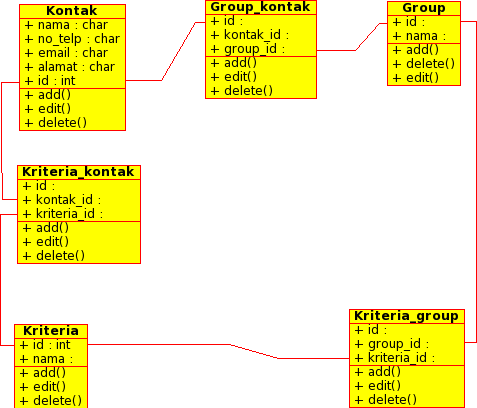 Kontak
+ nama : char
+ no_telp : char
+ email : char
+ alamat : char
+ id : int
+ add()
+ edit()
+ delete()
Group_kontak
+ id :
+ kontak_id :
+ group_id :
+ add()
+ edit()
+ delete()
Group
+ id :
+ nama :
+ add()
+ delete()
+ edit()
Kriteria_kontak
+ id :
+ kontak_id :
+ kriteria_id :
+ add()
+ edit()
+ delete()
Kriteria
+ id : int
+ nama :
+ add()
+ edit()
+ delete()
Kriteria_group
+ id :
+ group_id :
+ kriteria_id :
+ add()
+ edit()
+ delete()